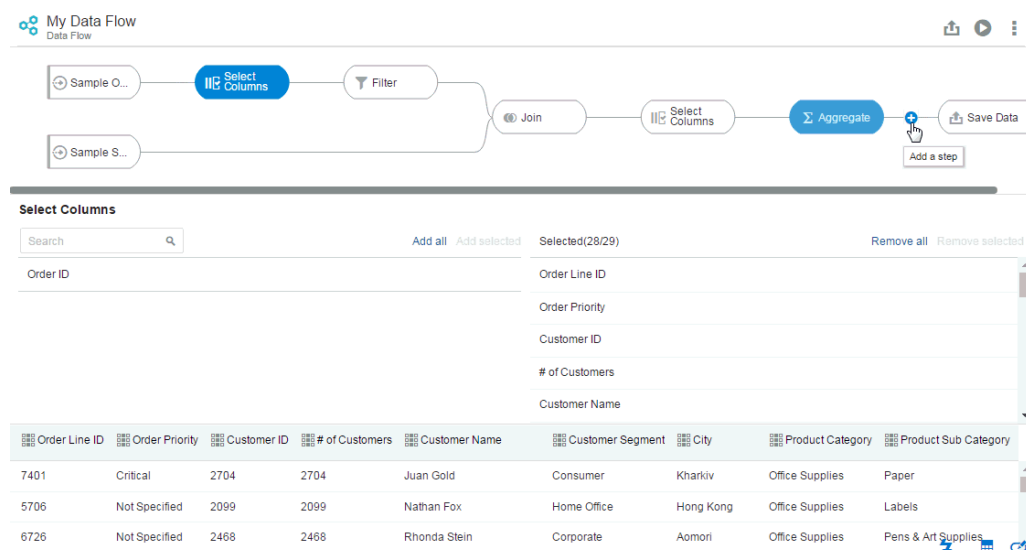 My Data Flow
Data Flow
Sample O...
Select Columns
Filter
Join
Select Columns
Aggregate
Save Data
Sample S...
Add a step
Select Columns
Search
Add all Add selected
Selected(28/29)
Remove all Remove selected
Order ID
Order Line ID
Order Priority
Customer ID
# of Customers
Customer Name
Order Line ID Order Priority Customer ID # of Customers Customer Name Customer Segment City Product Category Product Sub Category
7401 Critical 2704 2704 Juan Gold Consumer Kharkiv Office Supplies Paper
5706 Not Specified 2099 2099 Nathan Fox Home Office Hong Kong Office Supplies Labels
6726 Not Specified 2468 2468 Rhonda Stein Corporate Aomori Office Supplies Pens & Art Supplies